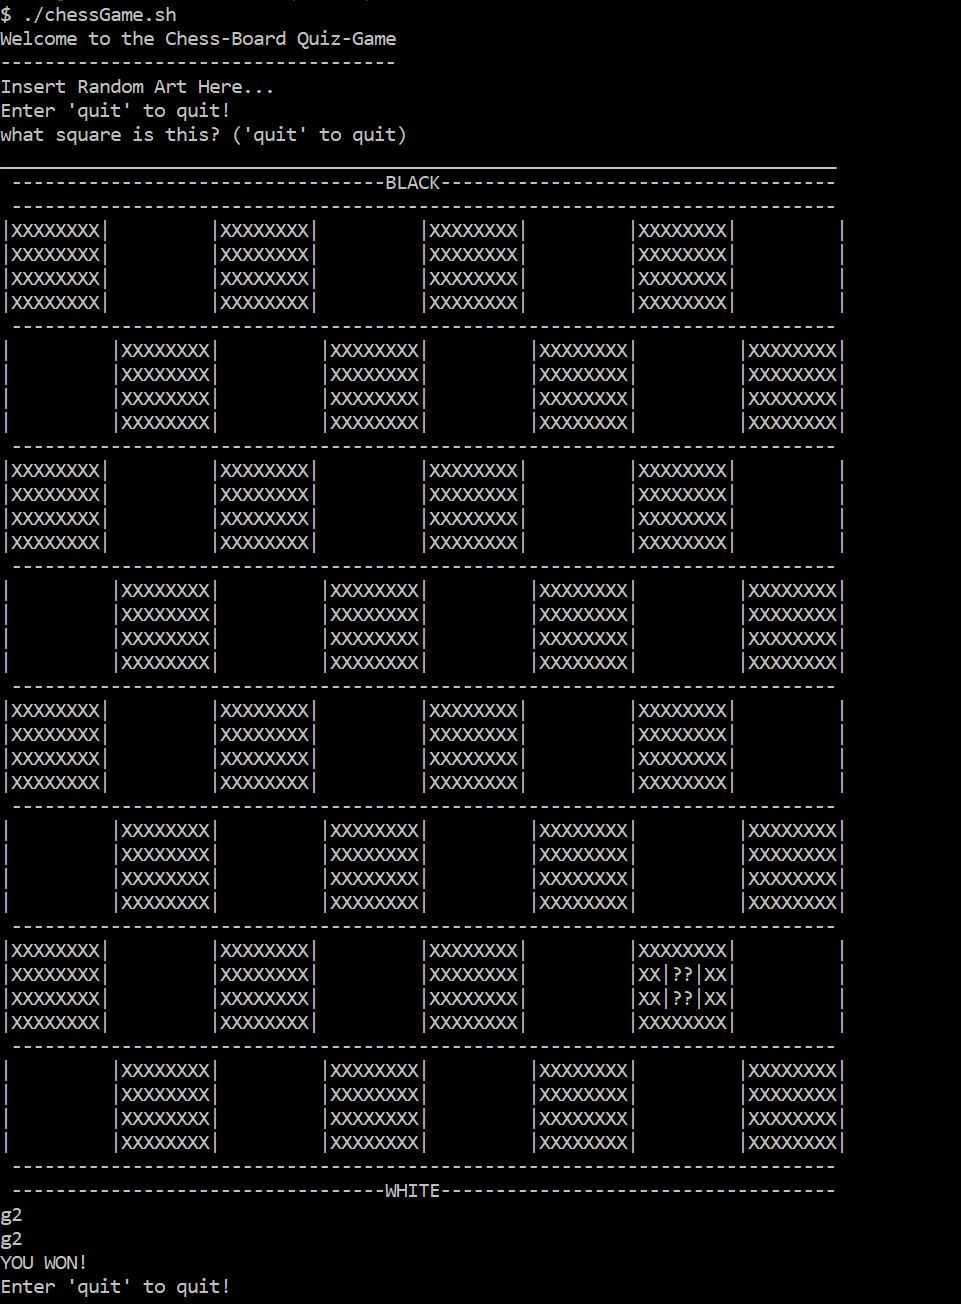 $ ./chessGame.sh
Welcome to the Chess-Board Quiz-Game
------------------------------------
Insert Random Art Here...
Enter 'quit' to quit!
what square is this? ('quit' to quit)
____________________________________________________________________________
 ----------------------------------BLACK------------------------------------
 ---------------------------------------------------------------------------
|XXXXXXXX|         |XXXXXXXX|         |XXXXXXXX|         |XXXXXXXX|         |
|XXXXXXXX|         |XXXXXXXX|         |XXXXXXXX|         |XXXXXXXX|         |
|XXXXXXXX|         |XXXXXXXX|         |XXXXXXXX|         |XXXXXXXX|         |
|XXXXXXXX|         |XXXXXXXX|         |XXXXXXXX|         |XXXXXXXX|         |
 ---------------------------------------------------------------------------
|         |XXXXXXXX|         |XXXXXXXX|         |XXXXXXXX|         |XXXXXXXX|
|         |XXXXXXXX|         |XXXXXXXX|         |XXXXXXXX|         |XXXXXXXX|
|         |XXXXXXXX|         |XXXXXXXX|         |XXXXXXXX|         |XXXXXXXX|
|         |XXXXXXXX|         |XXXXXXXX|         |XXXXXXXX|         |XXXXXXXX|
 ---------------------------------------------------------------------------
|XXXXXXXX|         |XXXXXXXX|         |XXXXXXXX|         |XXXXXXXX|         |
|XXXXXXXX|         |XXXXXXXX|         |XXXXXXXX|         |XXXXXXXX|         |
|XXXXXXXX|         |XXXXXXXX|         |XXXXXXXX|         |XXXXXXXX|         |
|XXXXXXXX|         |XXXXXXXX|         |XXXXXXXX|         |XXXXXXXX|         |
 ---------------------------------------------------------------------------
|         |XXXXXXXX|         |XXXXXXXX|         |XXXXXXXX|         |XXXXXXXX|
|         |XXXXXXXX|         |XXXXXXXX|         |XXXXXXXX|         |XXXXXXXX|
|         |XXXXXXXX|         |XXXXXXXX|         |XXXXXXXX|         |XXXXXXXX|
|         |XXXXXXXX|         |XXXXXXXX|         |XXXXXXXX|         |XXXXXXXX|
 ---------------------------------------------------------------------------
|XXXXXXXX|         |XXXXXXXX|         |XXXXXXXX|         |XXXXXXXX|         |
|XXXXXXXX|         |XXXXXXXX|         |XXXXXXXX|         |XXXXXXXX|         |
|XXXXXXXX|         |XXXXXXXX|         |XXXXXXXX|         |XXXXXXXX|         |
|XXXXXXXX|         |XXXXXXXX|         |XXXXXXXX|         |XXXXXXXX|         |
 ---------------------------------------------------------------------------
|         |XXXXXXXX|         |XXXXXXXX|         |XXXXXXXX|         |XXXXXXXX|
|         |XXXXXXXX|         |XXXXXXXX|         |XXXXXXXX|         |XXXXXXXX|
|         |XXXXXXXX|         |XXXXXXXX|         |XXXXXXXX|         |XXXXXXXX|
|         |XXXXXXXX|         |XXXXXXXX|         |XXXXXXXX|         |XXXXXXXX|
 ---------------------------------------------------------------------------
|XXXXXXXX|         |XXXXXXXX|         |XXXXXXXX|         |XXXXXXXX|         |
|XXXXXXXX|         |XXXXXXXX|         |XXXXXXXX|         |XX|??|XX|         |
|XXXXXXXX|         |XXXXXXXX|         |XXXXXXXX|         |XX|??|XX|         |
|XXXXXXXX|         |XXXXXXXX|         |XXXXXXXX|         |XXXXXXXX|         |
 ---------------------------------------------------------------------------
|         |XXXXXXXX|         |XXXXXXXX|         |XXXXXXXX|         |XXXXXXXX|
|         |XXXXXXXX|         |XXXXXXXX|         |XXXXXXXX|         |XXXXXXXX|
|         |XXXXXXXX|         |XXXXXXXX|         |XXXXXXXX|         |XXXXXXXX|
|         |XXXXXXXX|         |XXXXXXXX|         |XXXXXXXX|         |XXXXXXXX|
 ---------------------------------------------------------------------------
 ----------------------------------WHITE------------------------------------
g2
g2
YOU WON!
Enter 'quit' to quit!